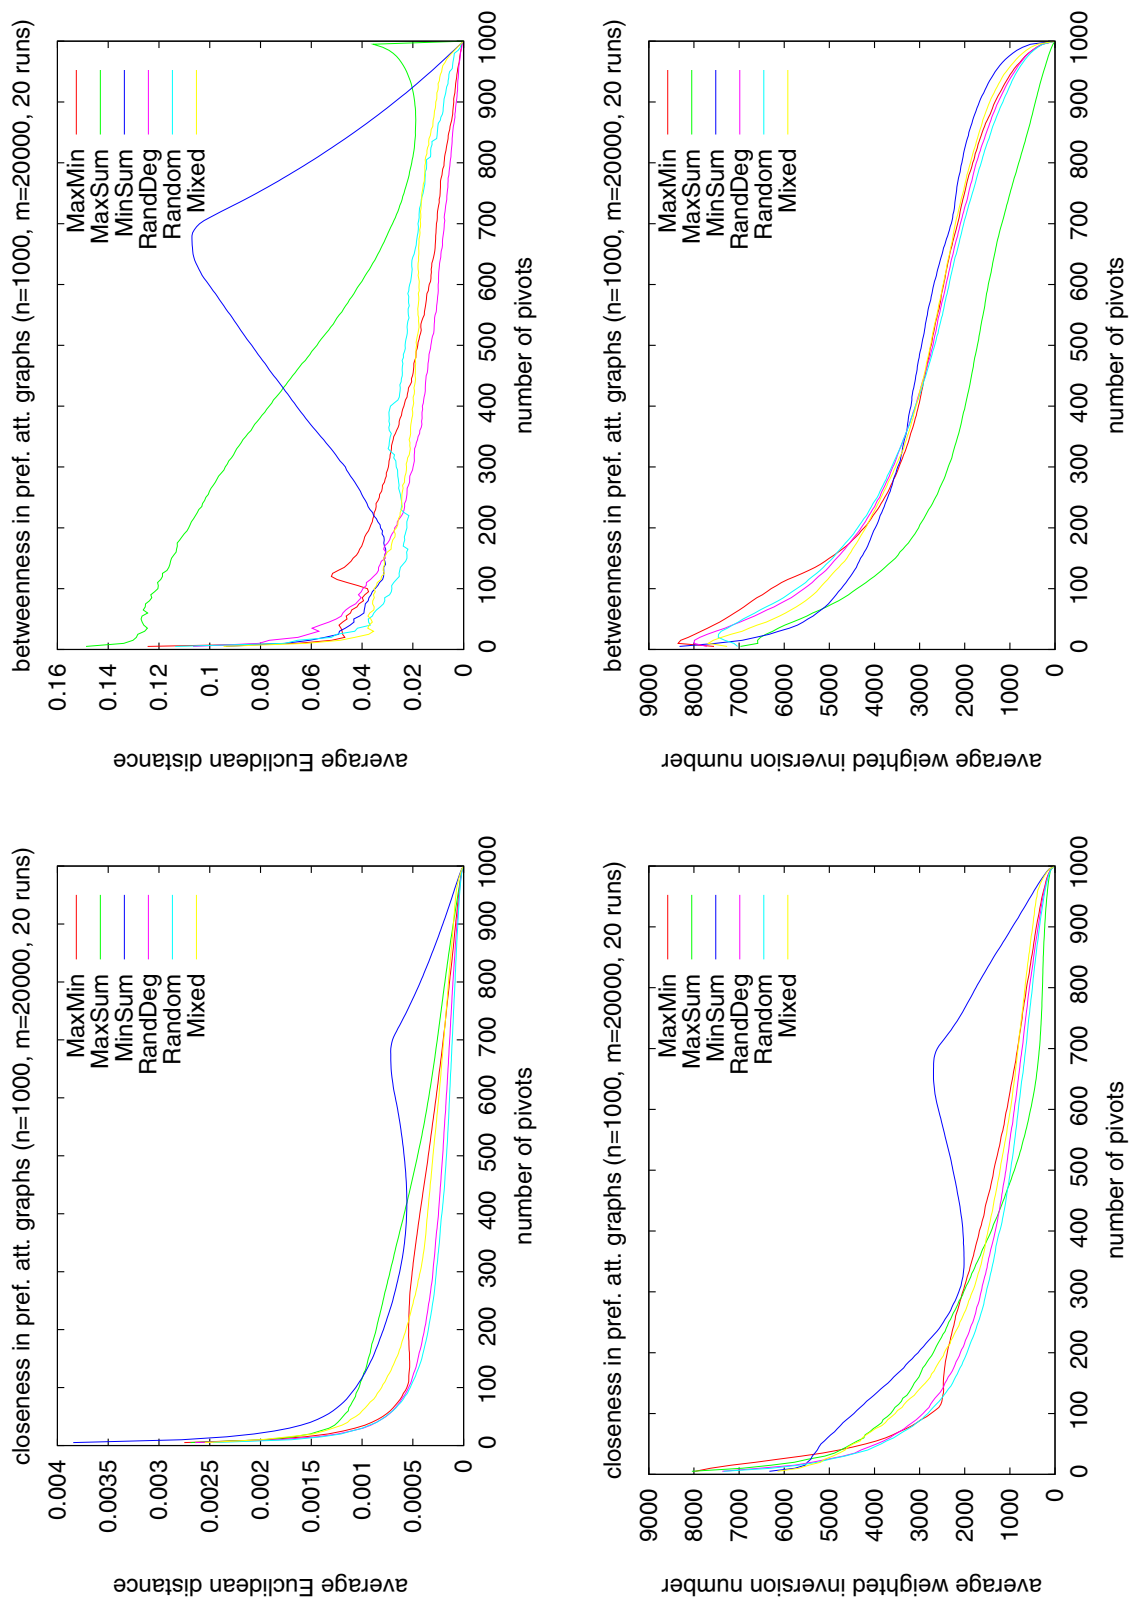 closeness in pref. att. graphs (n=1000, m=20000, 20 runs)
average Euclidean distance
0.004
0.0035
0.003
0.0025
0.002
0.0015
0.001
0.0005
0
MaxMin
MaxSum
MinSum
RandDeg
Random
Mixed
0 100 200 300 400 500 600 700 800 900 1000
number of pivots
betweenness in pref. att. graphs (n=1000, m=20000, 20 runs)
average Euclidean distance
0.16
0.14
0.12
0.1
0.08
0.06
0.04
0.02
0
MaxMin
MaxSum
MinSum
RandDeg
Random
Mixed
0 100 200 300 400 500 600 700 800 900 1000
number of pivots
closeness in pref. att. graphs (n=1000, m=20000, 20 runs)
average weighted inversion number
9000
8000
7000
6000
5000
4000
3000
2000
1000
0
MaxMin
MaxSum
MinSum
RandDeg
Random
Mixed
0 100 200 300 400 500 600 700 800 900 1000
number of pivots
betweenness in pref. att. graphs (n=1000, m=20000, 20 runs)
average weighted inversion number
9000
8000
7000
6000
5000
4000
3000
2000
1000
0
MaxMin
MaxSum
MinSum
RandDeg
Random
Mixed
0 100 200 300 400 500 600 700 800 900 1000
number of pivots